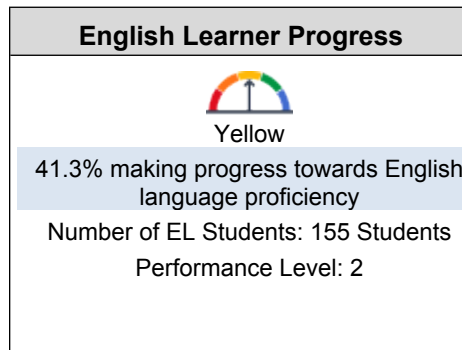 English Learner Progress
Yellow
41.3% making progress towards English
language proficiency
Number of EL Students: 155 Students
Performance Level: 2